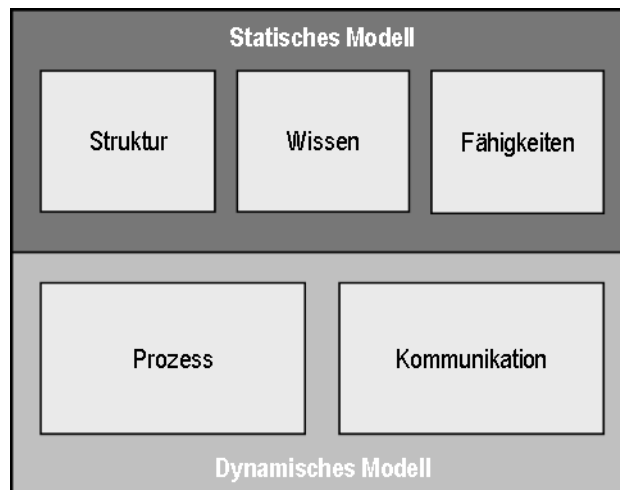 Statisches Modell
Struktur
Wissen
Fähigkeiten
Prozess
Kommunikation
Dynamisches Modell